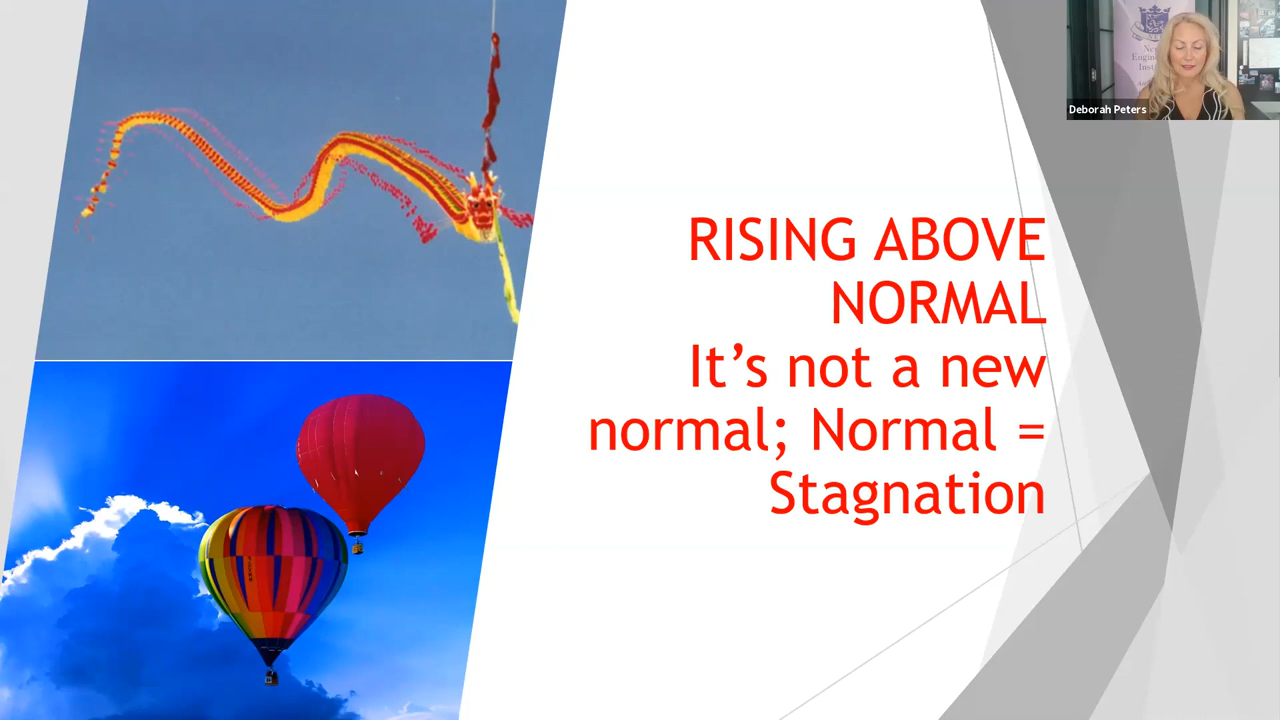 RISING ABOVE
NORMAL
It’s not a new
normal; Normal =
Stagnation
Deborah Peters